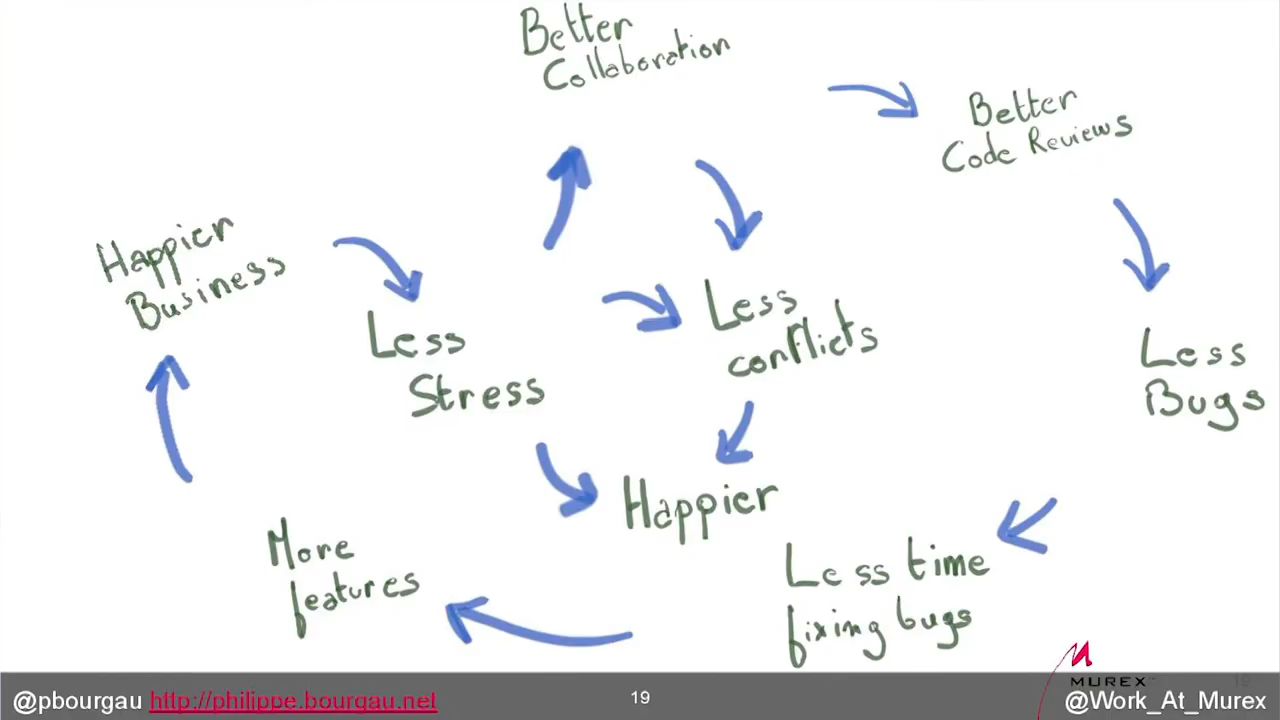 Better
Collaboration
Better
Code Reviews
Happier
Business
Less
Stress
Less
conflicts
Less
Bugs
Happier
More
features
Less time
fixing bugs
MUREX
19
@pbourgau http://philippe.bourgau.net
19
@Work_At_Murex